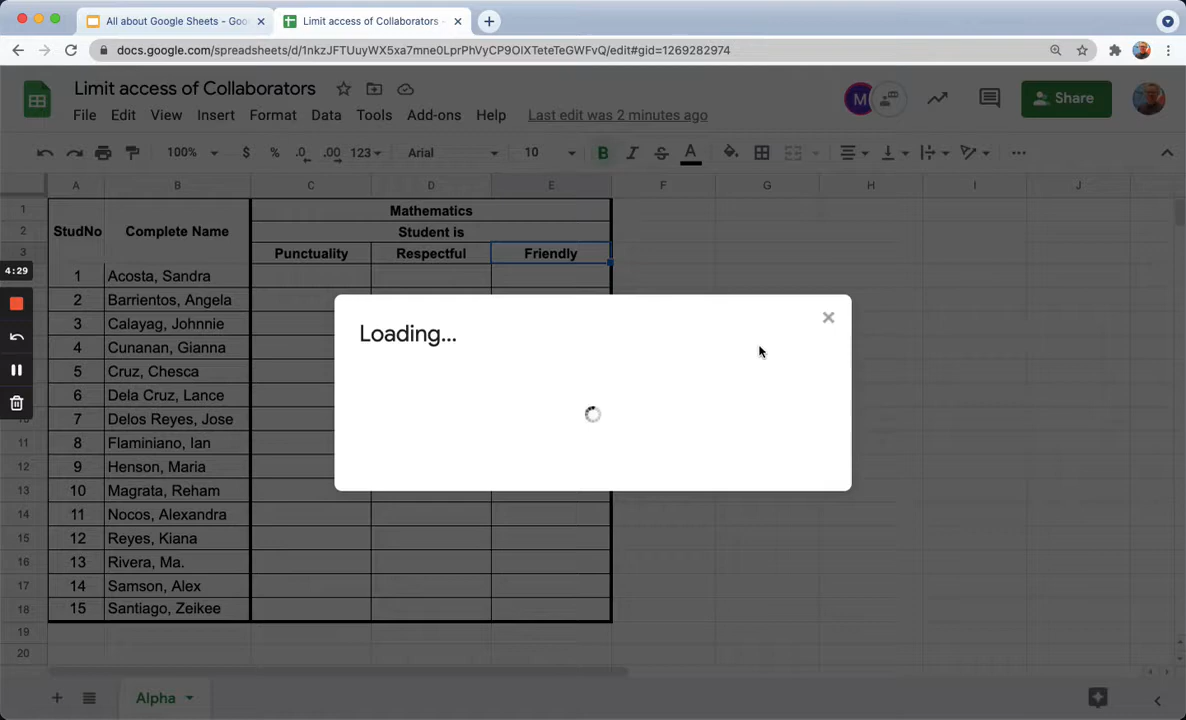 All about Google Sheets - Goo
Limit access of Collaborators -
docs.google.com/spreadsheets/d/1nkzJFTUuyWX5xa7mne0LprPhVyCP9OIXTeteTeGWFvQ/edit#gid=1269282974
Limit access of Collaborators
M
Share
File Edit View Insert Format Data Tools Add-ons Help Last edit was 2 minutes ago
100% $ % .0 .00 123 Arial 10 B I S A
A B C D E F G H I J
1 Mathematics
2 StudNo Complete Name Student is
3 Punctuality Respectful Friendly
4:29
1 Acosta, Sandra
2 Barrientos, Angela
3 Calayag, Johnnie
Loading...
4 Cunanan, Gianna
5 Cruz, Chesca
6 Dela Cruz, Lance
7 Delos Reyes, Jose
11 8 Flaminiano, Ian
12 9 Henson, Maria
13 10 Magrata, Reham
14 11 Nocos, Alexandra
15 12 Reyes, Kiana
16 13 Rivera, Ma.
17 14 Samson, Alex
18 15 Santiago, Zeikee
19
20
Alpha